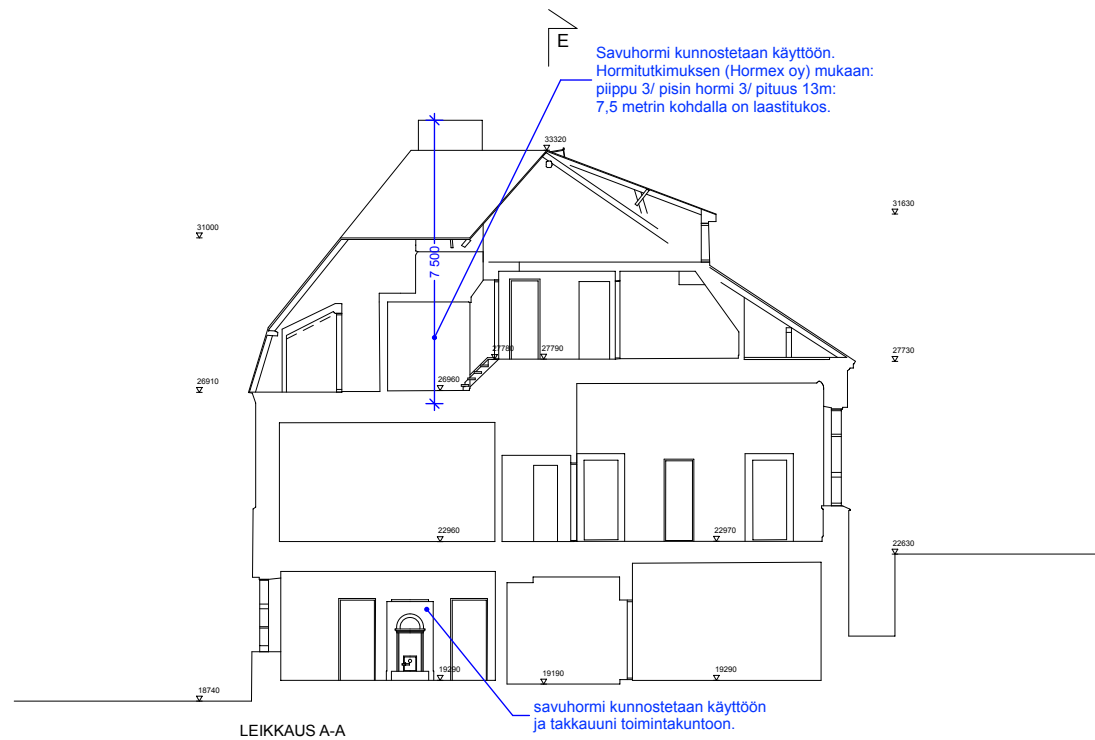 E
Savuhormi kunnostetaan käyttöön.
Hormitutkimuksen (Hormex oy) mukaan:
piippu 3/ pisin hormi 3/ pituus 13m:
7,5 metrin kohdalla on laastitukos.
33320
31630
31000
7 500
27780
27790
27730
26910
26960
22960
22970
22630
19290
19190
19290
18740
savuhormi kunnostetaan käyttöön
ja takkauuni toimintakuntoon.
LEIKKAUS A-A